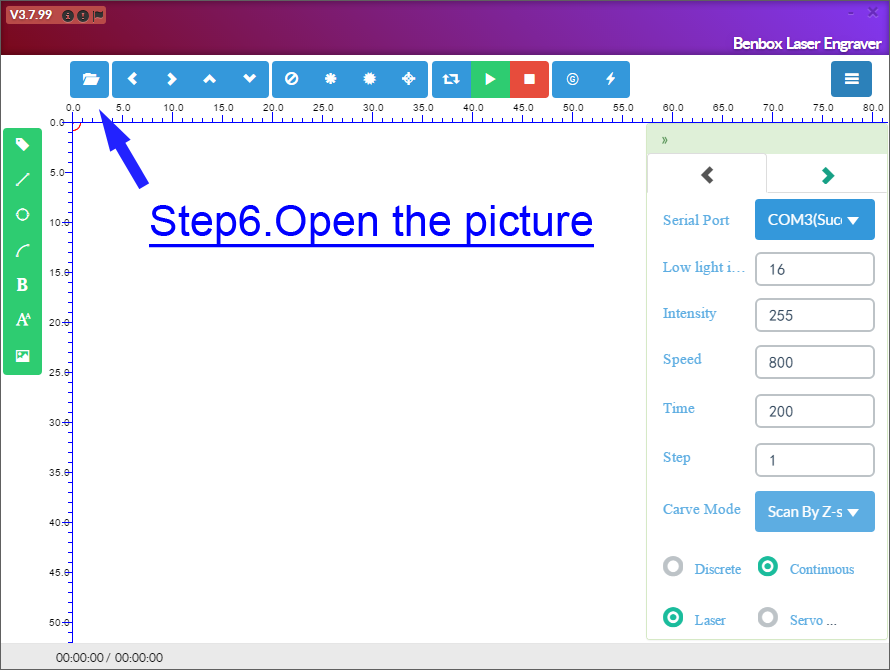 V3.7.99
Benbox Laser Engraver
0.0 5.0 10.0 15.0 20.0 25.0 30.0 35.0 40.0 45.0 50.0 55.0 60.0 65.0 70.0 75.0 80.0
0.0
5.0
10.0
15.0
20.0
25.0
30.0
35.0
40.0
45.0
50.0
B
AA
G
Step6.Open the picture
»
Serial Port COM3(Suc
Low light i... 16
Intensity 255
Speed 800
Time 200
Step 1
Carve Mode Scan By Z-s
Discrete Continuous
Laser Servo ...
00:00:00 / 00:00:00